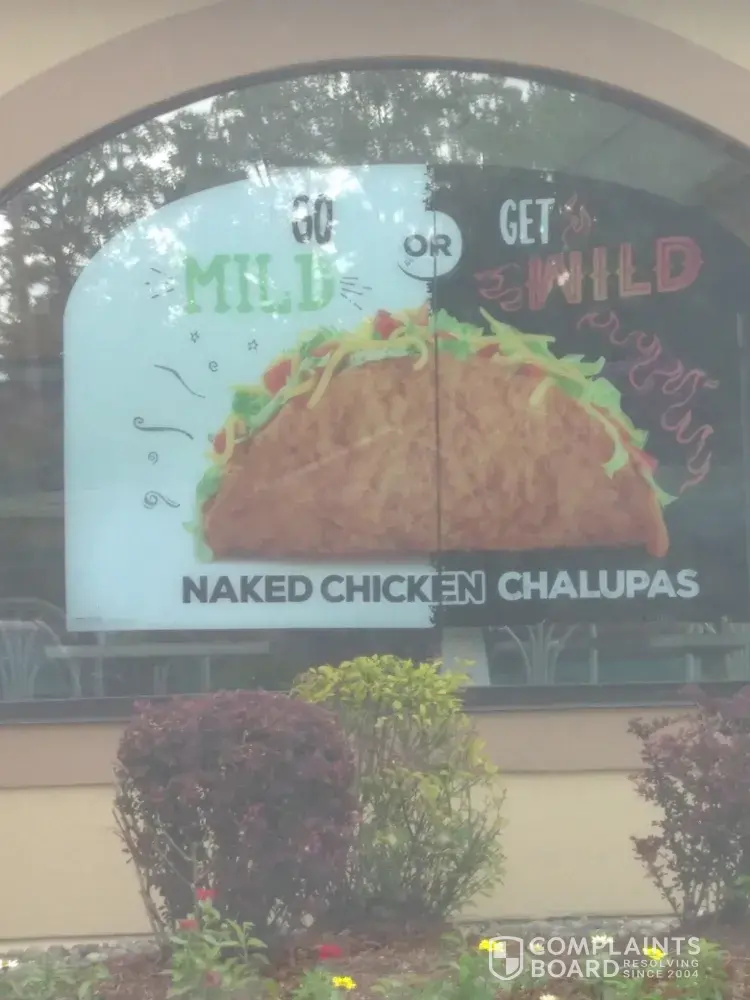 GO
MILD
OR
GET
WILD
NAKED CHICKEN CHALUPAS
COMPLAINTS
BOARD RESOLVING
SINCE 2004